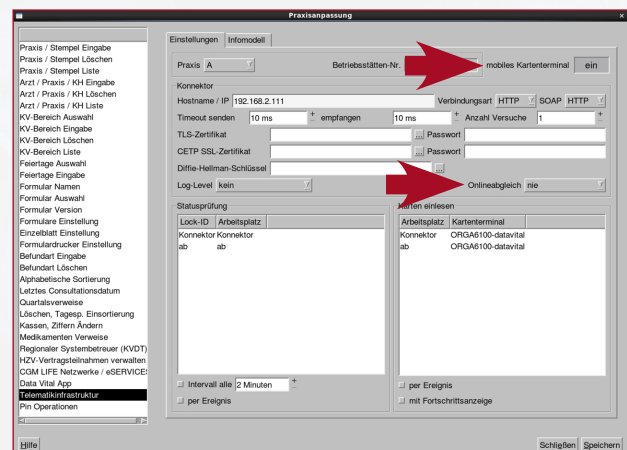 Praxisanpassung
Praxis / Stempel Eingabe
Praxis / Stempel Löschen
Praxis / Stempel Liste
Arzt / Praxis / KH Eingabe
Arzt / Praxis / KH Löschen
Arzt / Praxis / KH Liste
KV-Bereich Auswahl
KV-Bereich Eingabe
KV-Bereich Löschen
KV-Bereich Liste
Feiertage Auswahl
Feiertage Eingabe
Formular Namen
Formular Auswahl
Formular Version
Formulare Einstellung
Einzelblatt Einstellung
Formulardrucker Einstellung
Befundart Eingabe
Befundart Löschen
Alphabetische Sortierung
Letztes Consultationsdatum
Quartalsverweise
Löschen, Tagesp. Einsortierung
Kassen, Ziffern Ändern
Medikamenten Verweise
Regionaler Systembetreuer (KVDT)
HZV-Vertragsteilnahmen verwalten
CGM LIFE Netzwerke / eSERVICE
Data Vital App
Telematikinfrastruktur
Pin Operationen
Einstellungen Infomodell
Praxis A Betriebsstätten-Nr. mobiles Kartenterminal ein
Konnektor
Hostname / IP 192.168.2.111 Verbindungsart HTTP SOAP HTTP
Timeout senden 10 ms empfangen 10 ms Anzahl Versuche 1
TLS-Zertifikat ... Passwort
CETP SSL-Zertifikat ... Passwort
Diffie-Hellman-Schlüssel ...
Log-Level kein Onlineabgleich nie
Statusprüfung
Lock-ID Arbeitsplatz
Konnektor Konnektor
ab ab
Intervall alle 2 Minuten
per Ereignis
Karten einlesen
Arbeitsplatz Kartenterminal
Konnektor ORGA6100-datavital
ab ORGA6100-datavital
per Ereignis
mit Fortschrittsanzeige
Hilfe Schließen Speichern